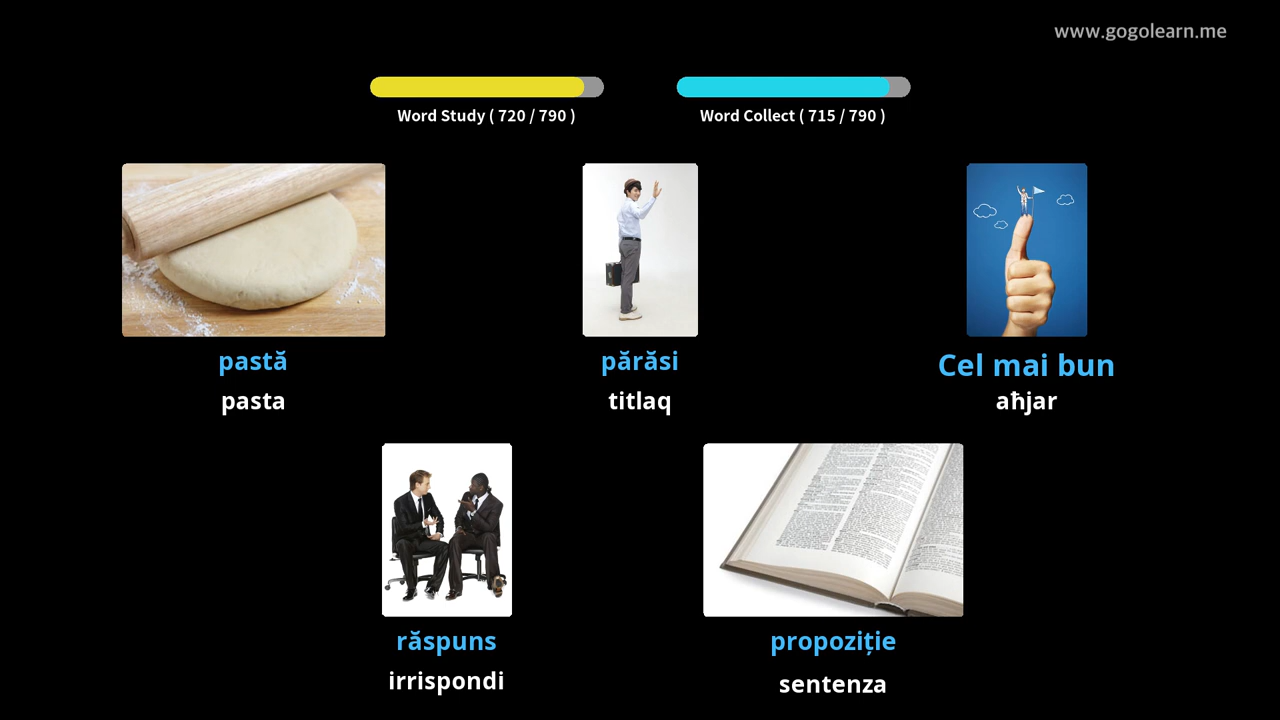 www.gogolearn.me
Word Study ( 720 / 790 )
Word Collect ( 715 / 790 )
pastă
pasta
părăsi
titlaq
Cel mai bun
aħjar
răspuns
irrispondi
propoziție
sentenza